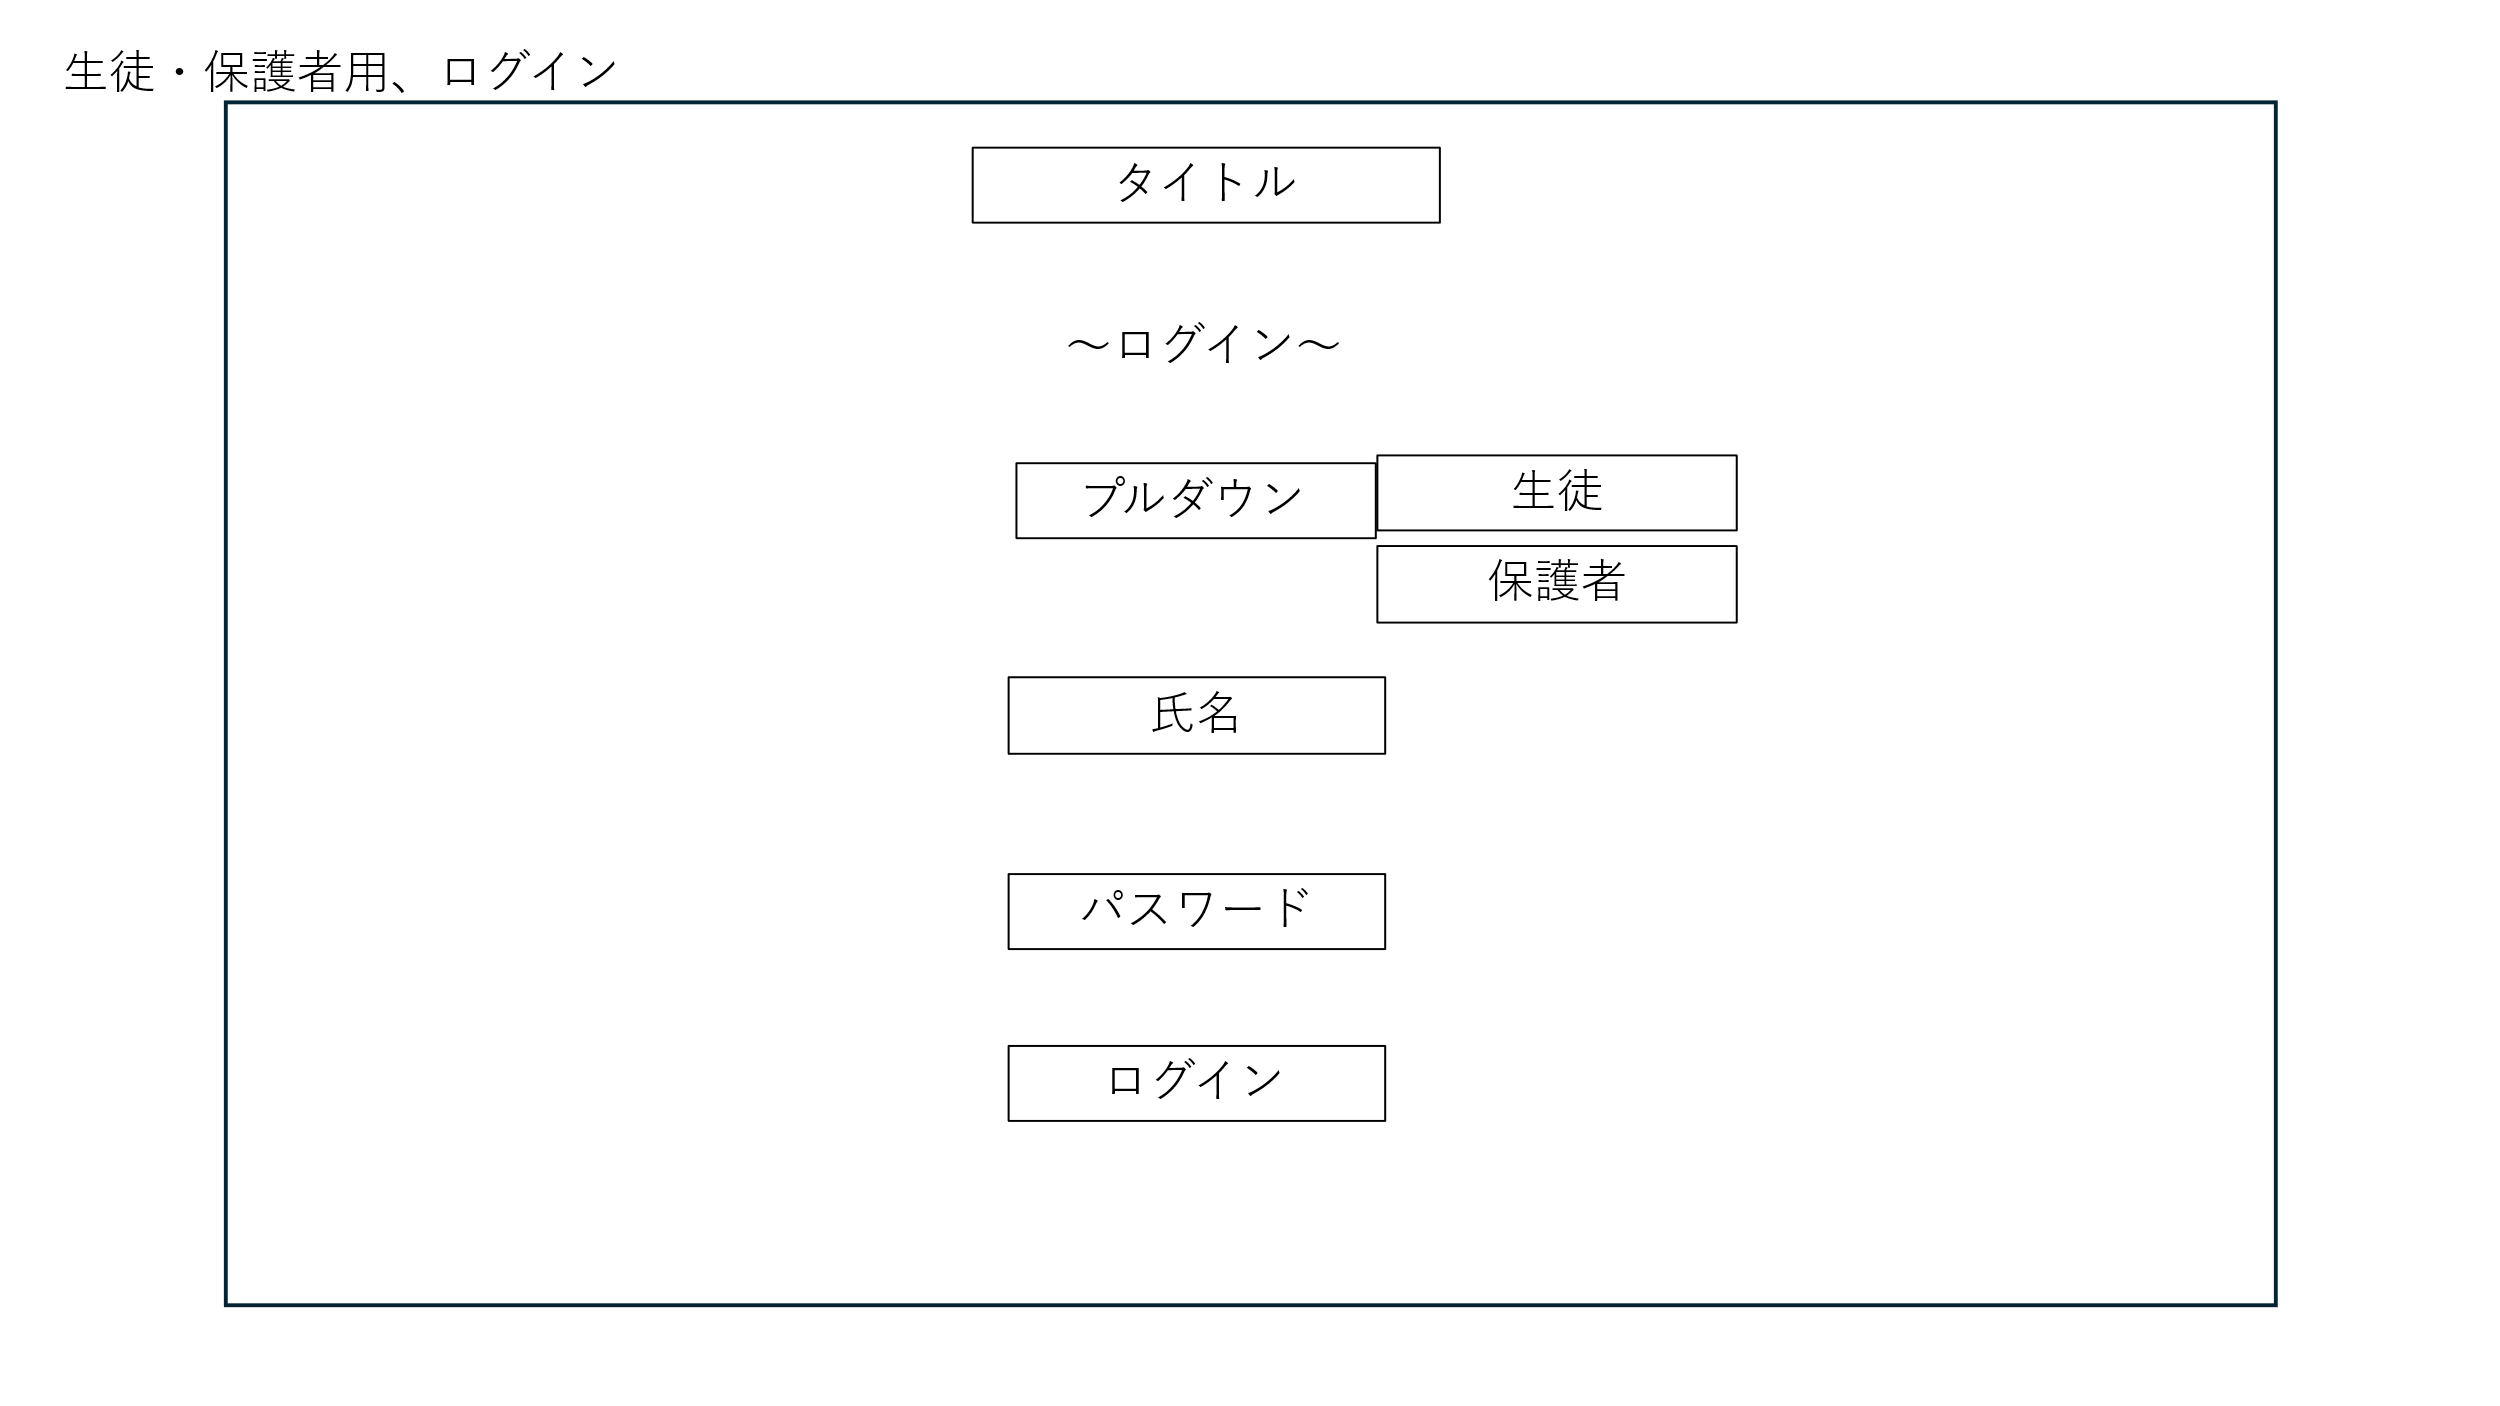 生徒・保護者用、ログイン
タイトル
～ログイン～
プルダウン
生徒
保護者
氏名
パスワード
ログイン